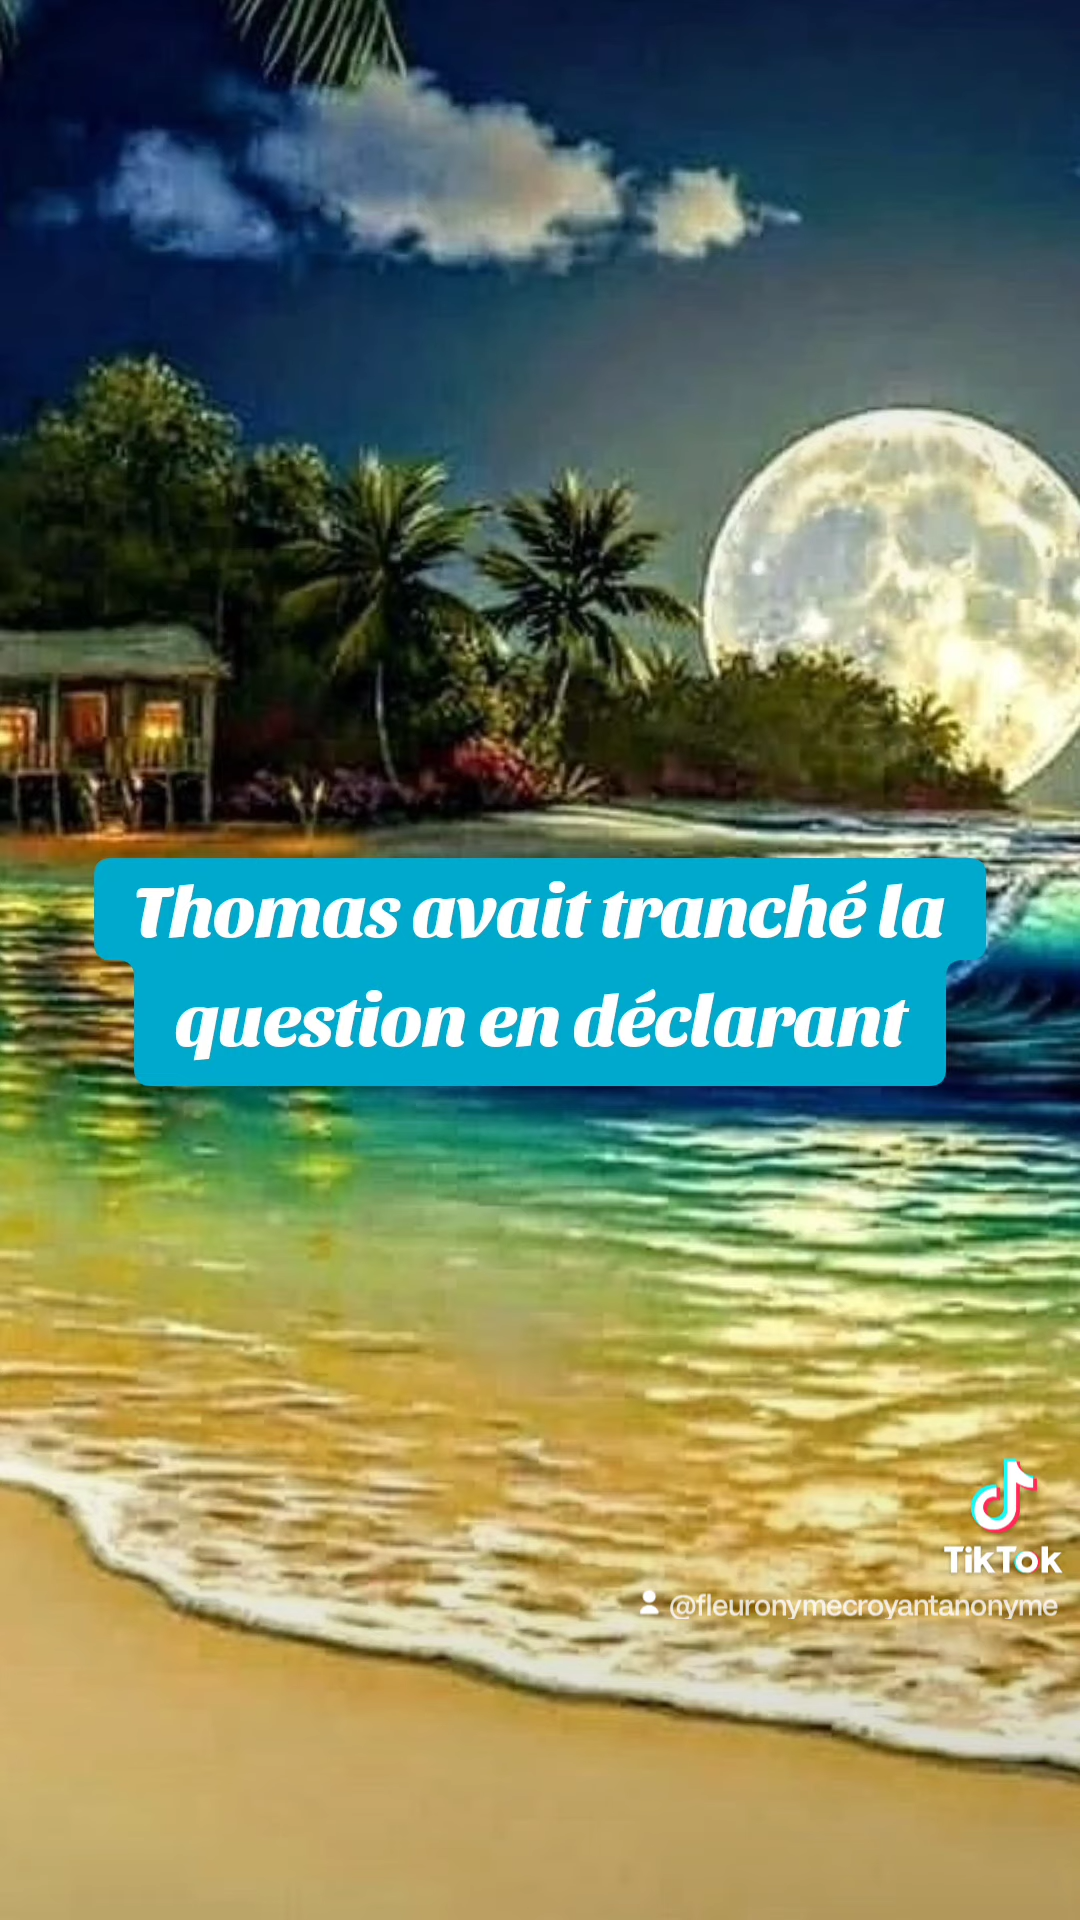 Thomas avait tranché la
question en déclarant
TikTok
@fleuronymecroyantanonyme